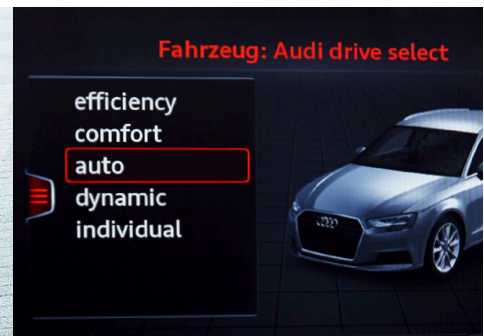 Fahrzeug: Audi drive select
efficiency
comfort
auto
dynamic
individual